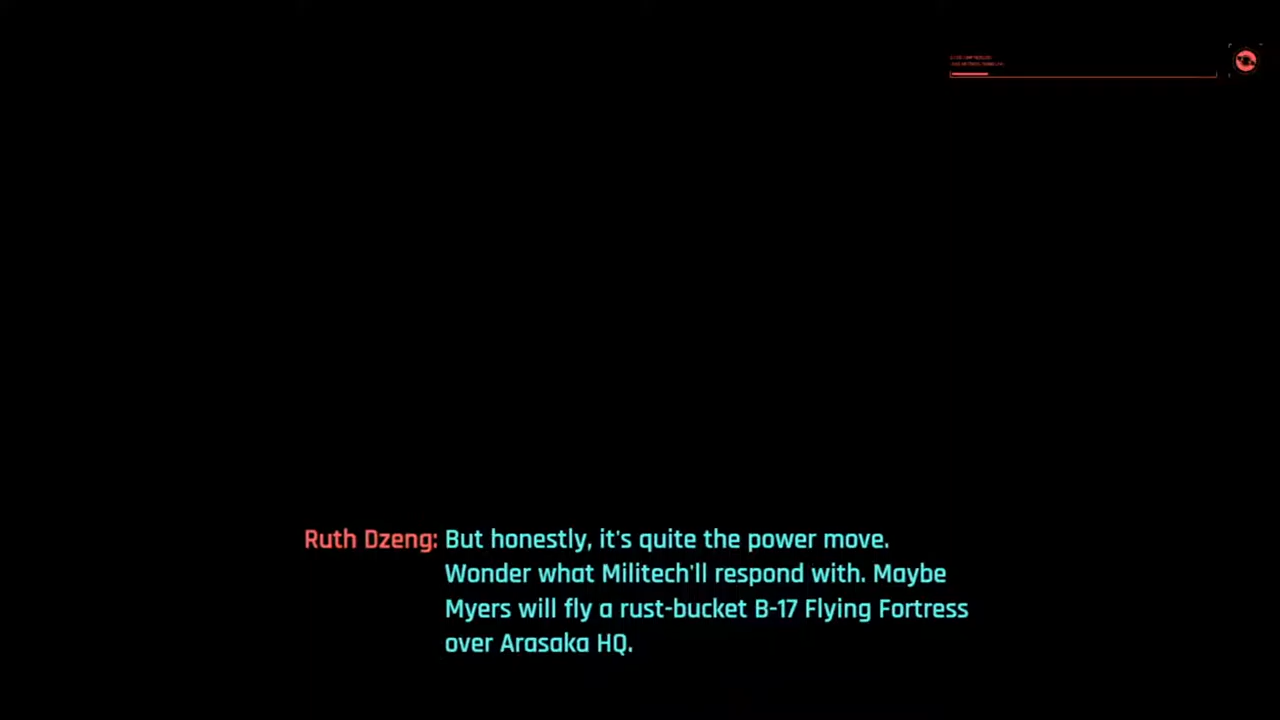 Ruth Dzeng: But honestly, it's quite the power move.
Wonder what Militech'll respond with. Maybe
Myers will fly a rust-bucket B-17 Flying Fortress
over Arasaka HQ.